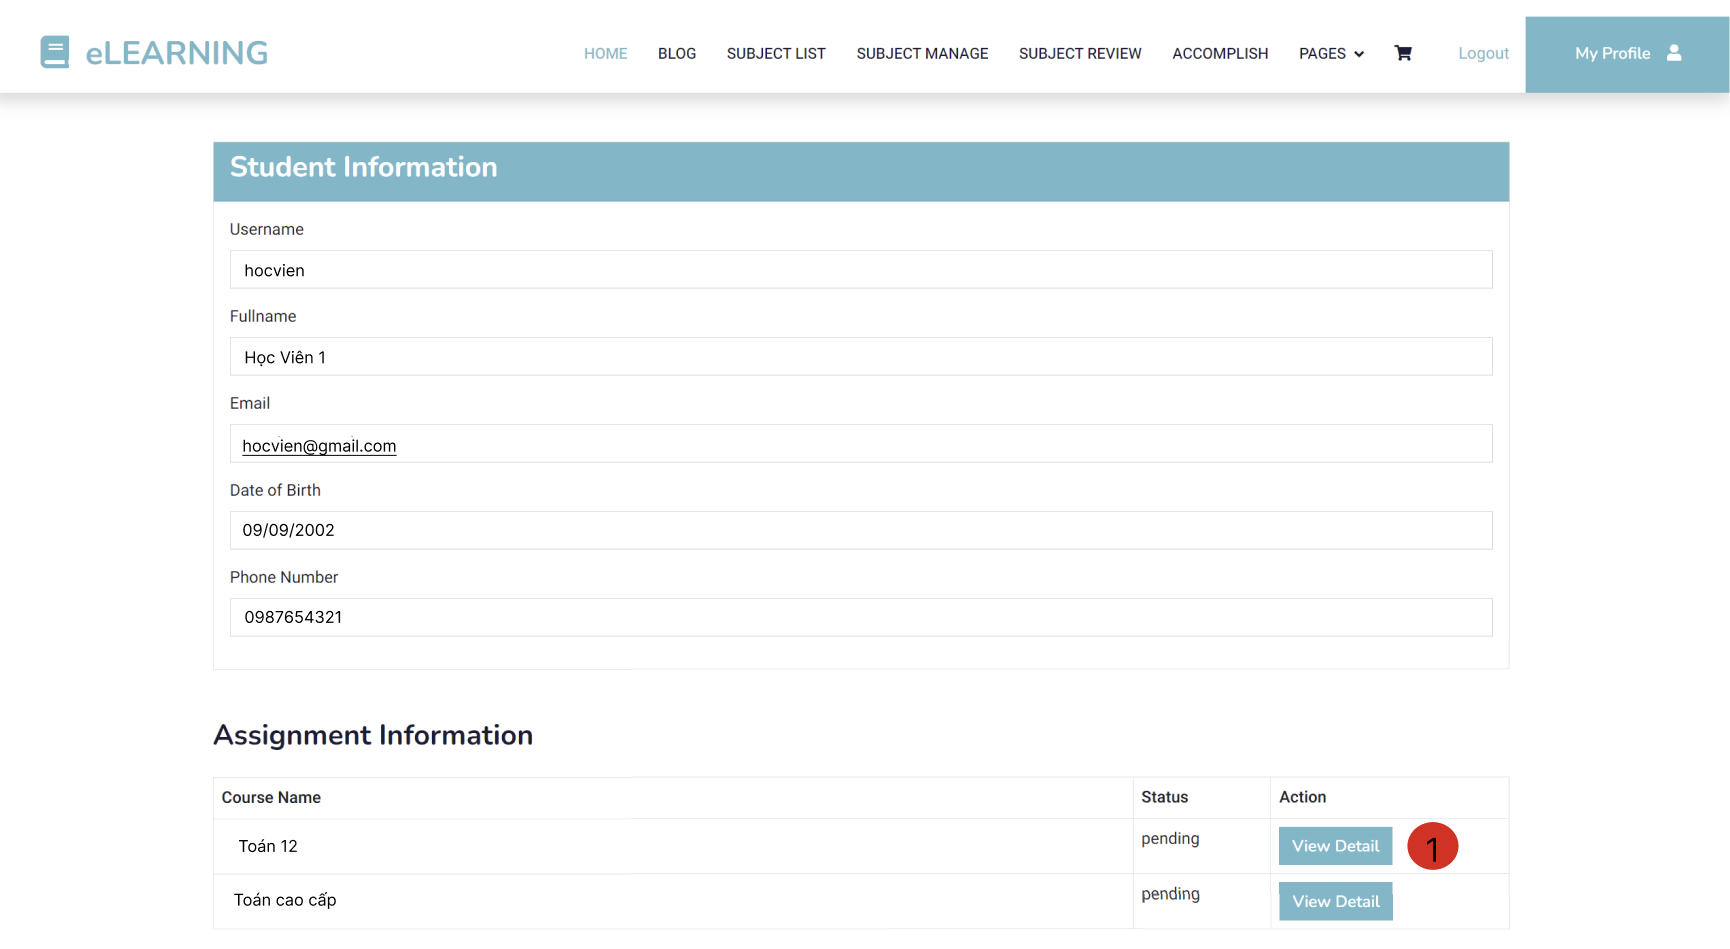 eLEARNING
HOME BLOG SUBJECT LIST SUBJECT MANAGE SUBJECT REVIEW ACCOMPLISH PAGES Logout My Profile
Student Information
Username
hocvien
Fullname
Học Viên 1
Email
hocvien@gmail.com
Date of Birth
09/09/2002
Phone Number
0987654321
Assignment Information
Course Name Status Action
Toán 12 pending View Detail 1
Toán cao cấp pending View Detail